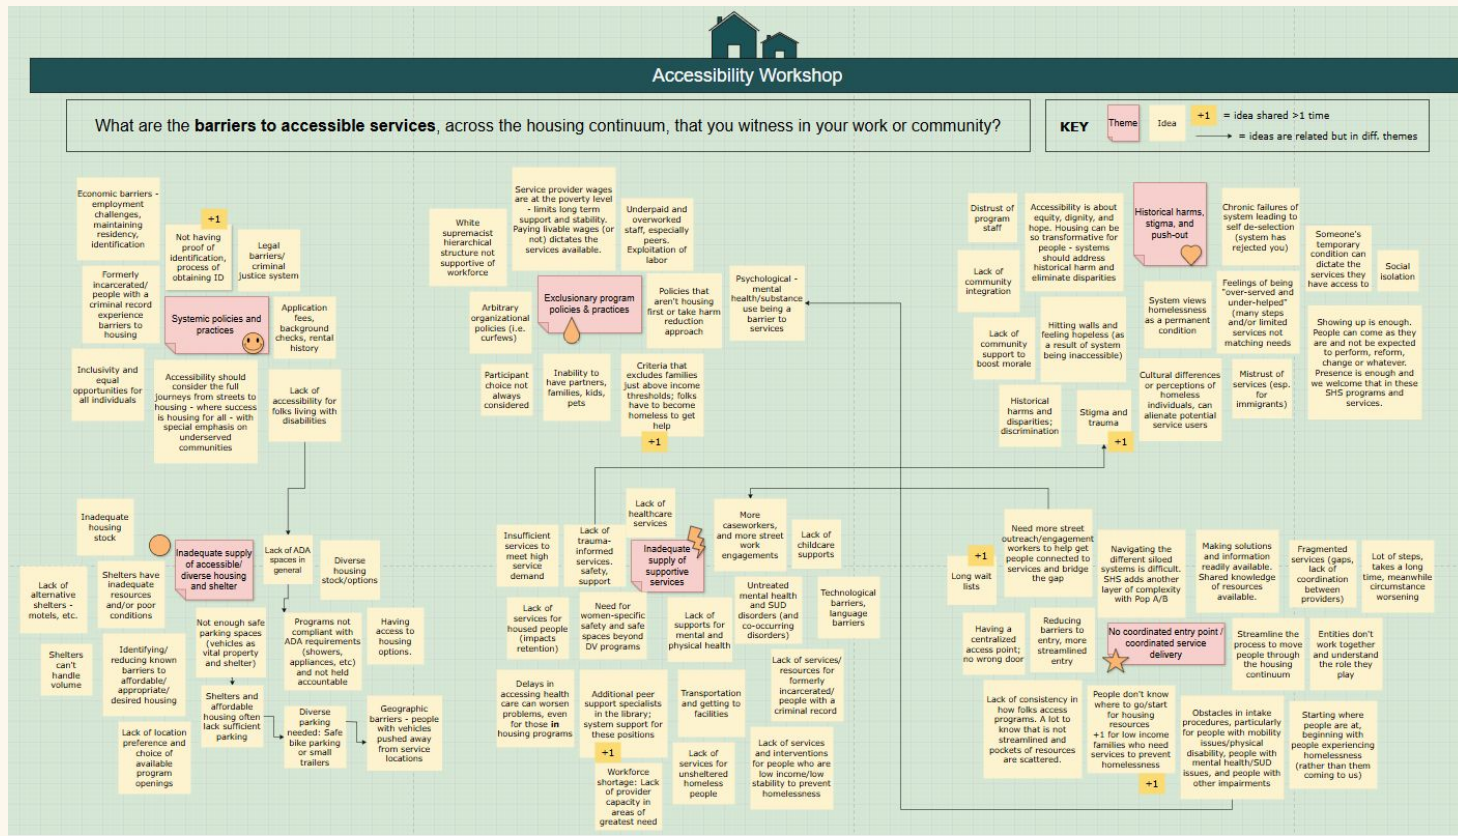 Accessibility Workshop
What are the barriers to accessible services, across the housing continuum, that you witness in your work or community?
KEY
Theme
Idea
+1
= idea shared >1 time
= ideas are related but in diff. themes
Economic barriers -
employment
challenges,
maintaining
residency,
identification
+1
Not having
proof of
identification,
process of
obtaining ID
Legal
barriers/
criminal
justice system
Formerly
incarcerated/
people with a
criminal record
experience
barriers to
housing
Systemic policies and
practices
Application
fees,
background
checks, rental
history
Inclusivity and
equal
opportunities for
all individuals
Accessibility should
consider the full
journeys from streets to
housing - where success
is housing for all - with
special emphasis on
underserved
communities
Lack of
accessibility for
folks living with
disabilities
White
supremacist
hierarchical
structure not
supportive of
workforce
Service provider wages
are at the poverty level
- limits long term
support and stability.
Paying livable wages (or
not) dictates the
services available.
Underpaid and
overworked
staff, especially
peers.
Exploitation of
labor
Arbitrary
organizational
policies (i.e.
curfews)
Exclusionary program
policies & practices
Policies that
aren't housing
first or take harm
reduction
approach
Psychological -
mental
health/substance
use being a
barrier to
services
Participant
choice not
always
considered
Inability to
have partners,
families, kids,
pets
Criteria that
excludes families
just above income
thresholds; folks
have to become
homeless to get
help
+1
Distrust of
program
staff
Accessibility is about
equity, dignity, and
hope. Housing can be
so transformative for
people - systems
should address
historical harm and
eliminate disparities
Historical harms,
stigma, and
push-out
Chronic failures of
system leading to
self de-selection
(system has
rejected you)
Someone's
temporary
condition can
dictate the
services they
have access to
Social
isolation
Lack of
community
integration
System views
homelessness
as a permanent
condition
Feelings of being
"over-served and
under-helped"
(many steps
and/or limited
services not
matching needs
Lack of
community
support to
boost morale
Hitting walls and
feeling hopeless (as
a result of system
being inaccessible)
Showing up is enough.
People can come as they
are and not be expected
to perform, reform,
change or whatever.
Presence is enough and
we welcome that in these
SHS programs and
services.
Historical
harms and
disparities;
discrimination
Stigma and
trauma
+1
Cultural differences
or perceptions of
homeless
individuals, can
alienate potential
service users
Mistrust of
services (esp.
for
immigrants)
Inadequate
housing
stock
Inadequate supply
of accessible/
diverse housing
and shelter
Lack of ADA
spaces in
general
Diverse
housing
stock/options
Lack of
alternative
shelters -
motels, etc.
Shelters have
inadequate
resources
and/or poor
conditions
Not enough safe
parking spaces
(vehicles as
vital property
and shelter)
Programs not
compliant with
ADA requirements
(showers,
appliances, etc)
and not held
accountable
Having
access to
housing
options.
Shelters
can't
handle
volume
Identifying/
reducing known
barriers to
affordable/
appropriate/
desired housing
Shelters and
affordable
housing often
lack sufficient
parking
Diverse
parking
needed: Safe
bike parking
or small
trailers
Geographic
barriers - people
with vehicles
pushed away
from service
locations
Lack of location
preference and
choice of
available
program
openings
Insufficient
services to
meet high
service
demand
Lack of
trauma-
informed
services.
safety,
support
Lack of
healthcare
services
Inadequate
supply of
supportive
services
More
caseworkers,
and more street
work
engagements
Lack of
childcare
supports
Lack of
services for
housed people
(impacts
retention)
Need for
women-specific
safety and safe
spaces beyond
DV programs
Lack of
supports for
mental and
physical health
Untreated
mental health
and SUD
disorders (and
co-occurring
disorders)
Technological
barriers,
language
barriers
Delays in
accessing health
care can worsen
problems, even
for those in
housing programs
Additional peer
support specialists
in the library;
system support for
these positions
+1
Transportation
and getting to
facilities
Lack of services/
resources for
formerly
incarcerated/
people with a
criminal record
Workforce
shortage: Lack
of provider
capacity in
areas of
greatest need
Lack of
services for
unsheltered
homeless
people
Lack of services
and interventions
for people who are
low income/low
stability to prevent
homelessness
+1
Long wait
lists
Need more street
outreach/engagement
workers to help get
people connected to
services and bridge
the gap
Navigating the
different siloed
systems is difficult.
SHS adds another
layer of complexity
with Pop A/B
Making solutions
and information
readily available.
Shared knowledge
of resources
available.
Fragmented
services (gaps,
lack of
coordination
between
providers)
Lot of steps,
takes a long
time, meanwhile
circumstance
worsening
Having a
centralized
access point;
no wrong door
Reducing
barriers to
entry, more
streamlined
entry
No coordinated entry point /
coordinated service
delivery
Streamline the
process to move
people through
the housing
continuum
Entities don't
work together
and understand
the role they
play
Lack of consistency in
how folks access
programs. A lot to
know that is not
streamlined and
pockets of resources
are scattered.
People don't know
where to go/start
for housing
resources
+1 for low income
families who need
services to prevent
homelessness
+1
Obstacles in intake
procedures, particularly
for people with mobility
issues/physical
disability, people with
mental health/SUD
issues, and people with
other impairments
Starting where
people are at,
beginning with
people experiencing
homelessness
(rather than them
coming to us)